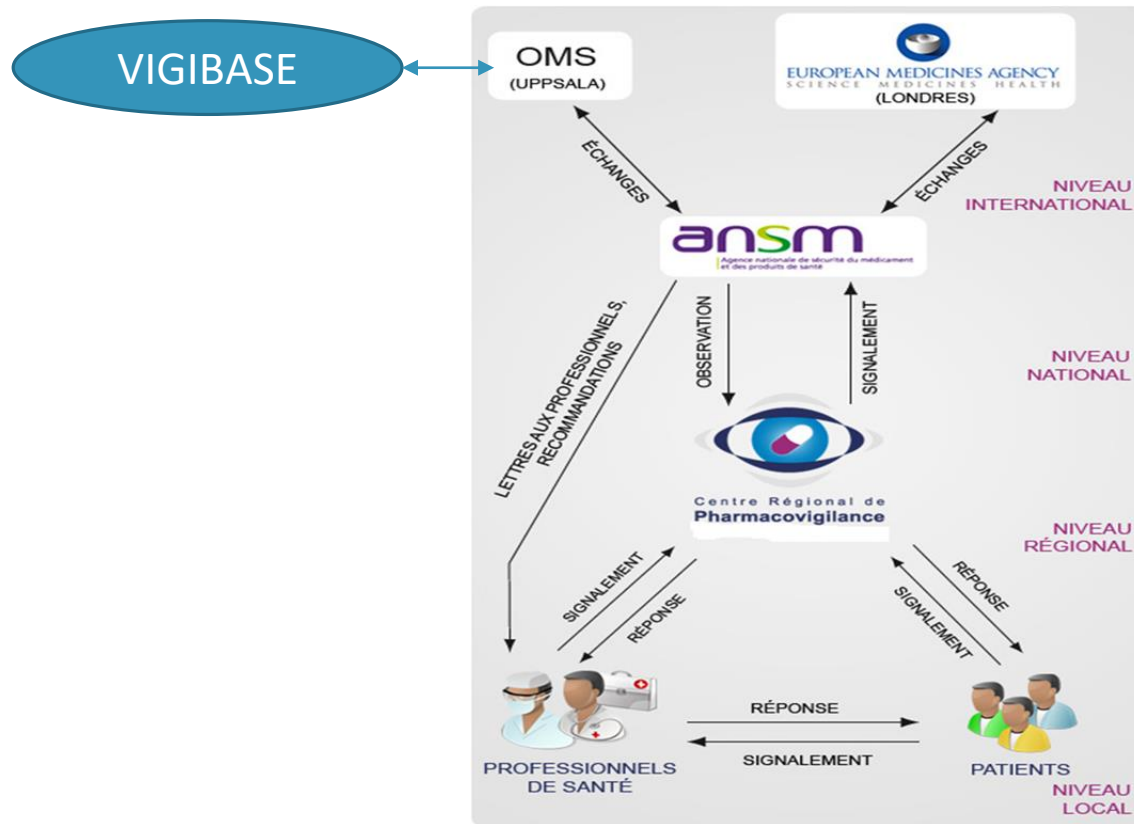 VIGIBASE
OMS
(UPPSALA)
EUROPEAN MEDICINES AGENCY
SCIENCE MEDICINES HEALTH
(LONDRES)
ÉCHANGES
ÉCHANGES
NIVEAU
INTERNATIONAL
ansm
Agence nationale de sécurité du médicament
et des produits de santé
LETTRES AUX PROFESSIONNELS,
RECOMMANDATIONS
OBSERVATION
SIGNALEMENT
NIVEAU
NATIONAL
Centre Régional de
Pharmacovigilance
NIVEAU
RÉGIONAL
SIGNALEMENT
RÉPONSE
RÉPONSE
SIGNALEMENT
RÉPONSE
SIGNALEMENT
PROFESSIONNELS
DE SANTÉ
PATIENTS
NIVEAU
LOCAL